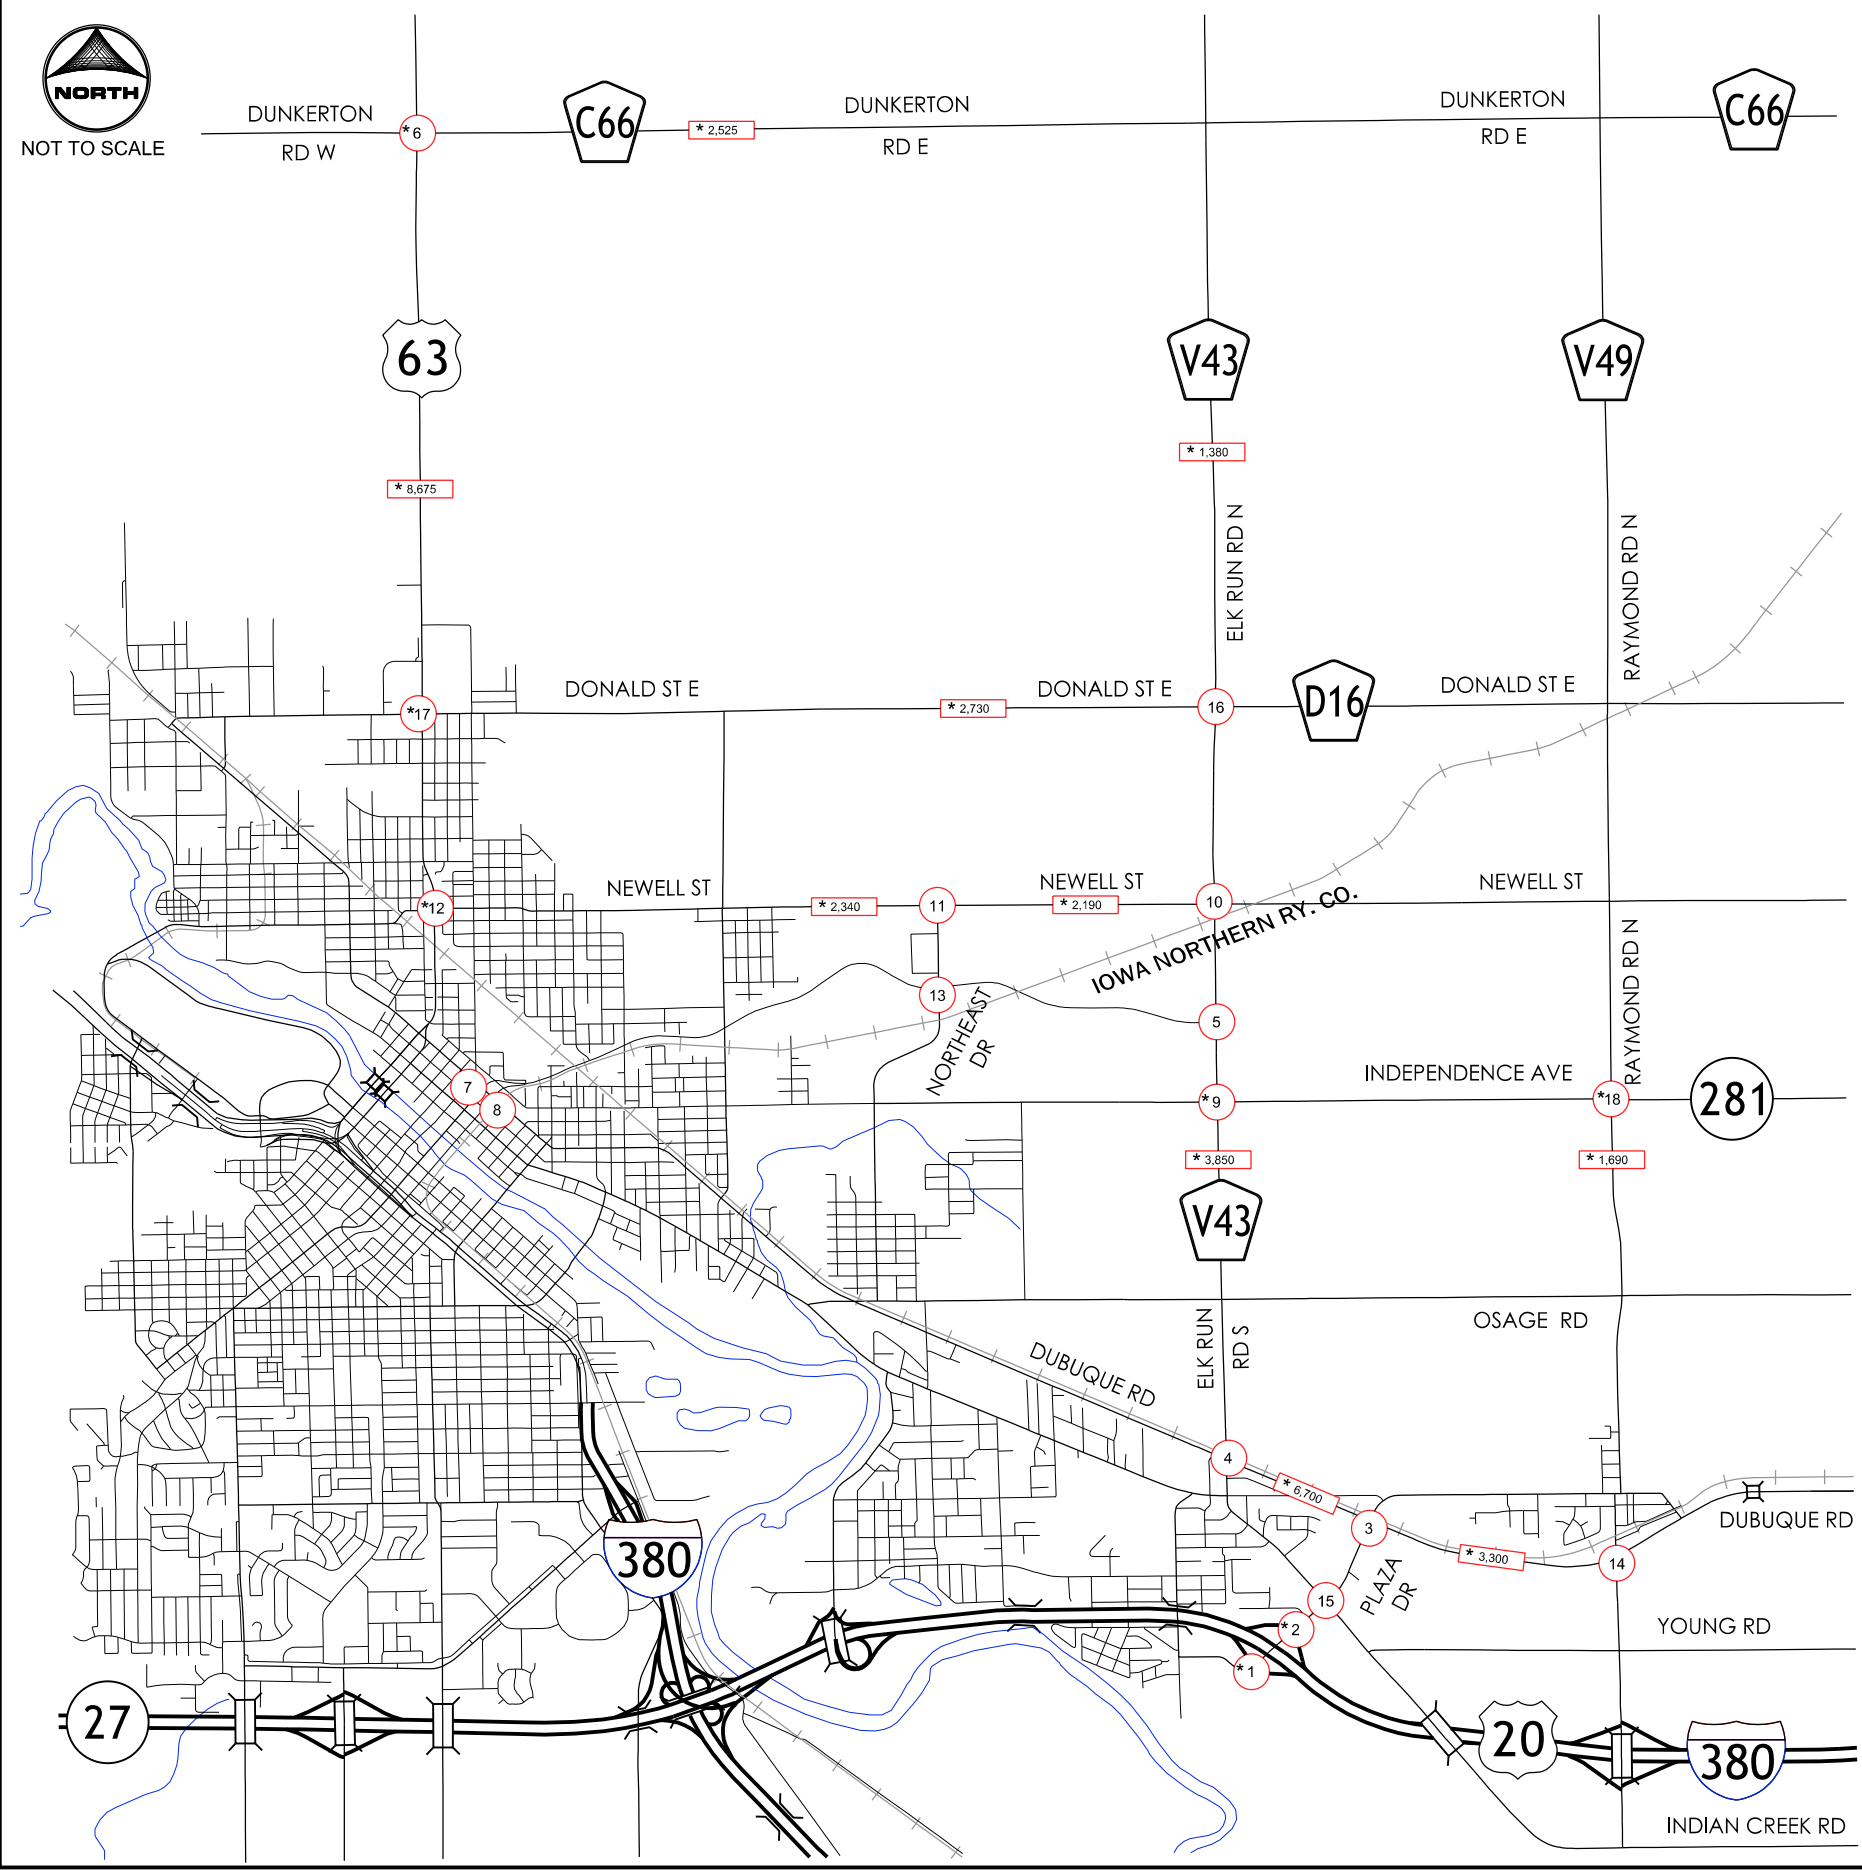 NORTH
NOT TO SCALE
DUNKERTON
RD W
* 6
C66
* 2,525
DUNKERTON
RD E
DUNKERTON
RD E
C66
63
V43
V49
* 1,380
* 8,675
ELK RUN RD N
RAYMOND RD N
DONALD ST E
DONALD ST E
D16
DONALD ST E
*17
* 2,730
16
NEWELL ST
NEWELL ST
NEWELL ST
*12
* 2,340
11
* 2,190
10
IOWA NORTHERN RY. CO.
RAYMOND RD N
13
5
NORTHEAST
DR
INDEPENDENCE AVE
7
8
* 9
*18
281
* 3,850
* 1,690
V43
OSAGE RD
ELK RUN
RD S
DUBUQUE RD
4
* 6,700
3
DUBUQUE RD
* 3,300
14
380
PLAZA
DR
15
YOUNG RD
* 2
* 1
27
20
380
INDIAN CREEK RD